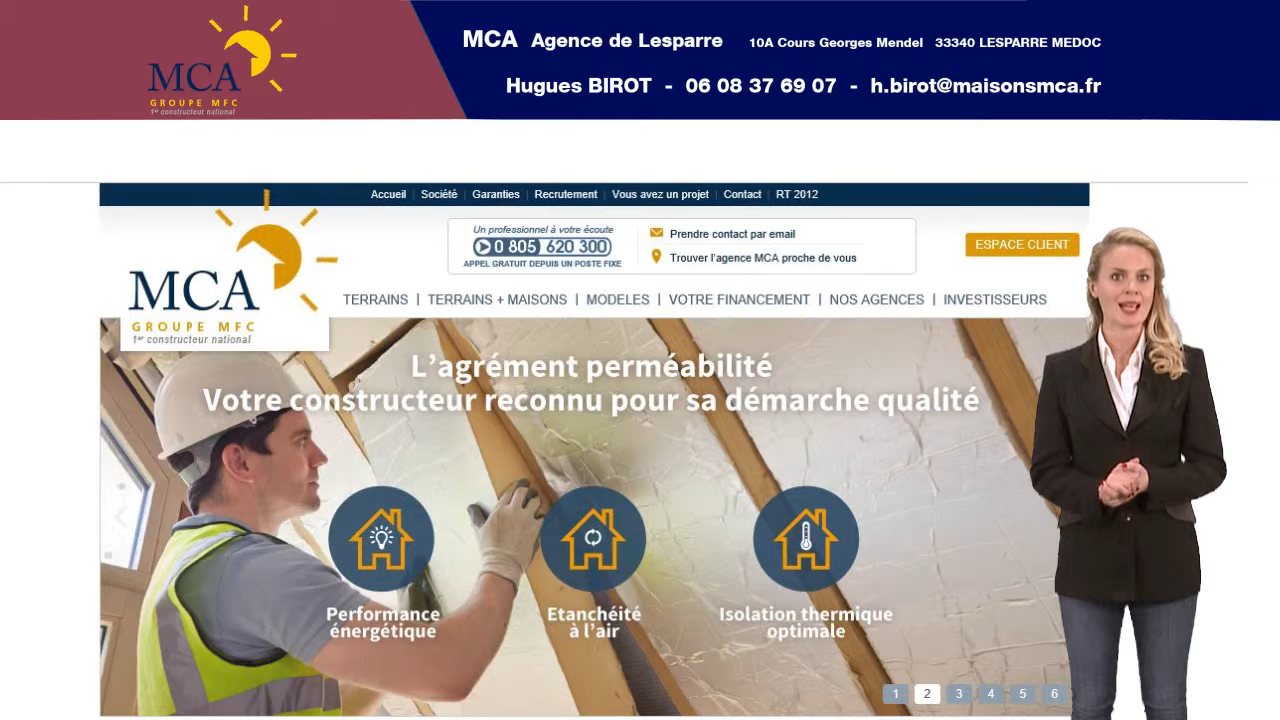 MCA Agence de Lesparre 10A Cours Georges Mendel 33340 LESPARRE MEDOC
Hugues BIROT - 06 08 37 69 07 - h.birot@maisonsmca.fr
MCA
GROUPE MFC
1er constructeur national
Accueil | Société | Garanties | Recrutement | Vous avez un projet | Contact | RT 2012
Un professionnel à votre écoute
0 805 620 300
APPEL GRATUIT DEPUIS UN POSTE FIXE
Prendre contact par email
Trouver l'agence MCA proche de vous
ESPACE CLIENT
MCA
GROUPE MFC
1er constructeur national
TERRAINS | TERRAINS + MAISONS | MODELES | VOTRE FINANCEMENT | NOS AGENCES | INVESTISSEURS
L'agrément perméabilité
Votre constructeur reconnu pour sa démarche qualité
Performance
énergétique
Etanchéité
à l'air
Isolation thermique
optimale
1 2 3 4 5 6